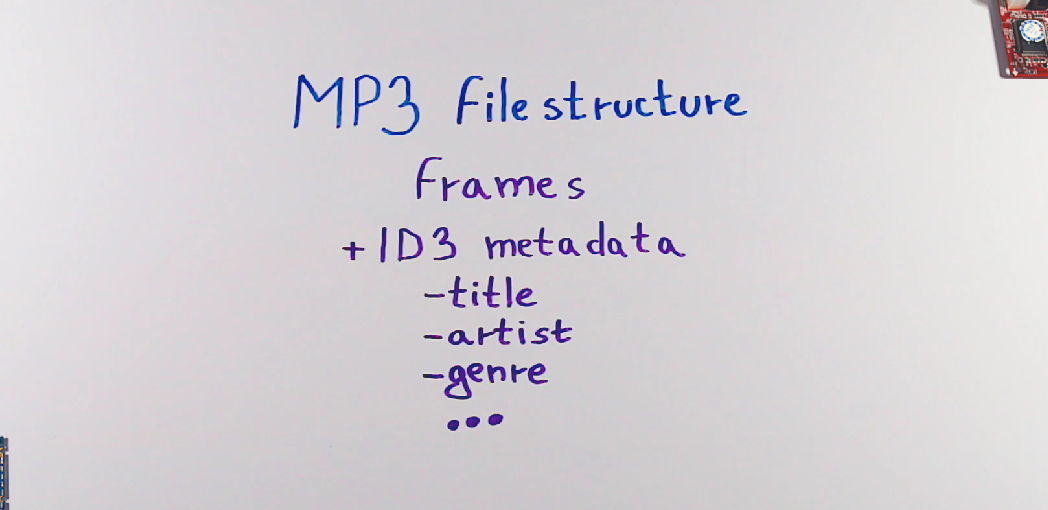 MP3 File structure
Frames
+ ID3 metadata
- title
- artist
- genre
...